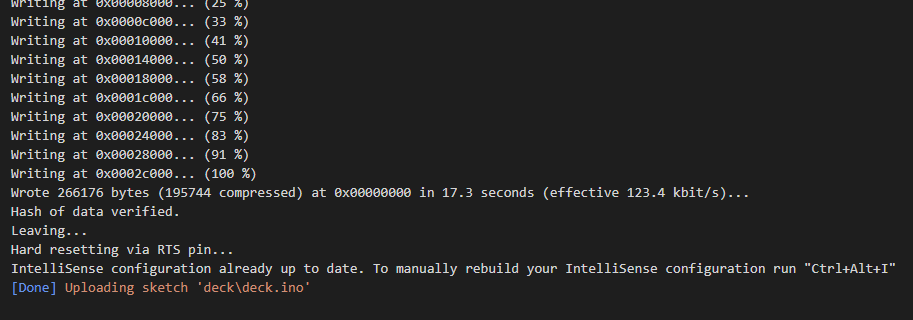 Writing at 0x00008000... (25 %)
Writing at 0x0000c000... (33 %)
Writing at 0x00010000... (41 %)
Writing at 0x00014000... (50 %)
Writing at 0x00018000... (58 %)
Writing at 0x0001c000... (66 %)
Writing at 0x00020000... (75 %)
Writing at 0x00024000... (83 %)
Writing at 0x00028000... (91 %)
Writing at 0x0002c000... (100 %)
Wrote 266176 bytes (195744 compressed) at 0x00000000 in 17.3 seconds (effective 123.4 kbit/s)...
Hash of data verified.
Leaving...
Hard resetting via RTS pin...
IntelliSense configuration already up to date. To manually rebuild your IntelliSense configuration run "Ctrl+Alt+I"
[Done] Uploading sketch 'deck\deck.ino'